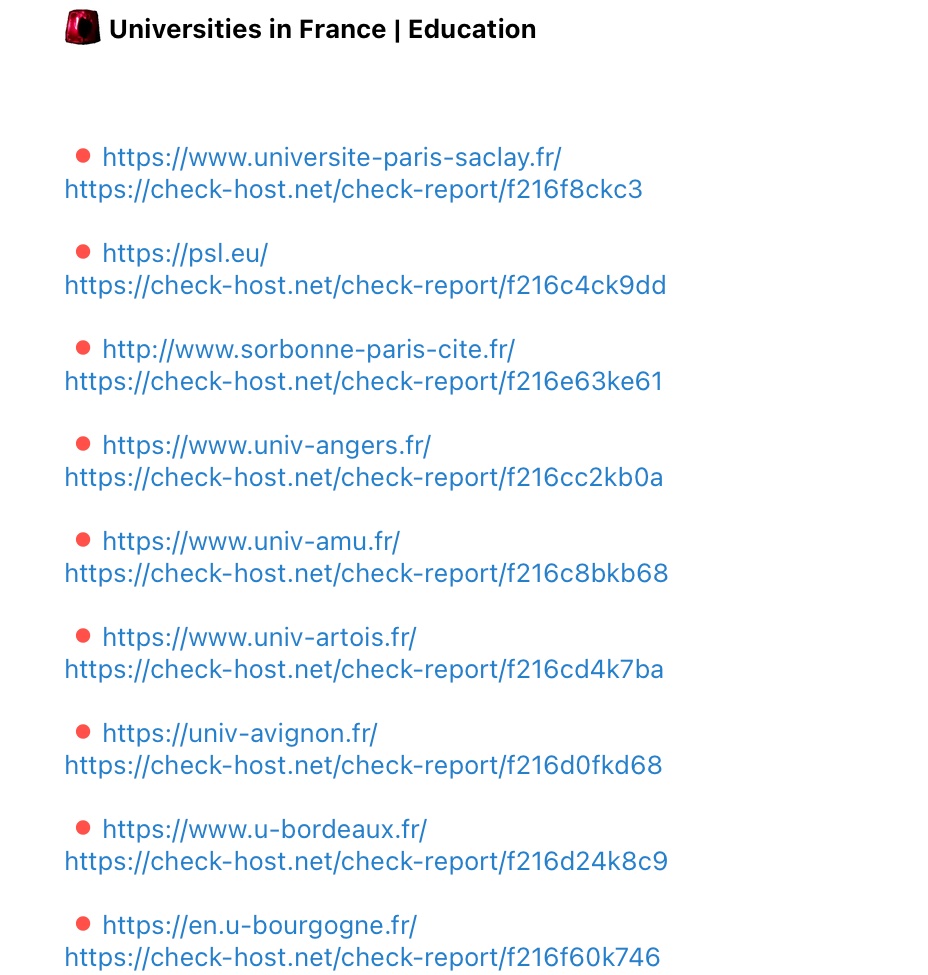 Universities in France | Education
https://www.universite-paris-saclay.fr/
https://check-host.net/check-report/f216f8ckc3
https://psl.eu/
https://check-host.net/check-report/f216c4ck9dd
http://www.sorbonne-paris-cite.fr/
https://check-host.net/check-report/f216e63ke61
https://www.univ-angers.fr/
https://check-host.net/check-report/f216cc2kb0a
https://www.univ-amu.fr/
https://check-host.net/check-report/f216c8bkb68
https://www.univ-artois.fr/
https://check-host.net/check-report/f216cd4k7ba
https://univ-avignon.fr/
https://check-host.net/check-report/f216d0fkd68
https://www.u-bordeaux.fr/
https://check-host.net/check-report/f216d24k8c9
https://en.u-bourgogne.fr/
https://check-host.net/check-report/f216f60k746